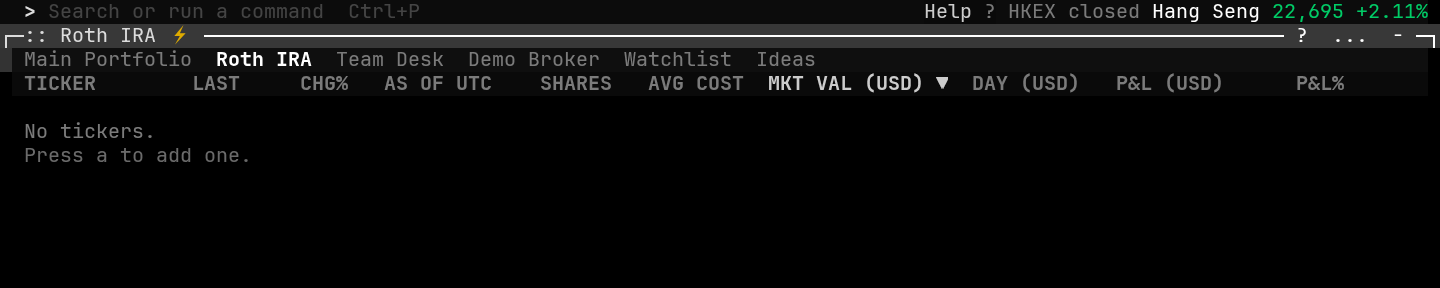 > Search or run a command  Ctrl+P  Help ? HKEX closed Hang Seng 22,695 +2.11%
:: Roth IRA ⚡ ? ... -
Main Portfolio  Roth IRA  Team Desk  Demo Broker  Watchlist  Ideas
TICKER  LAST  CHG%  AS OF UTC  SHARES  AVG COST  MKT VAL (USD) ▼  DAY (USD)  P&L (USD)  P&L%
No tickers.
Press a to add one.